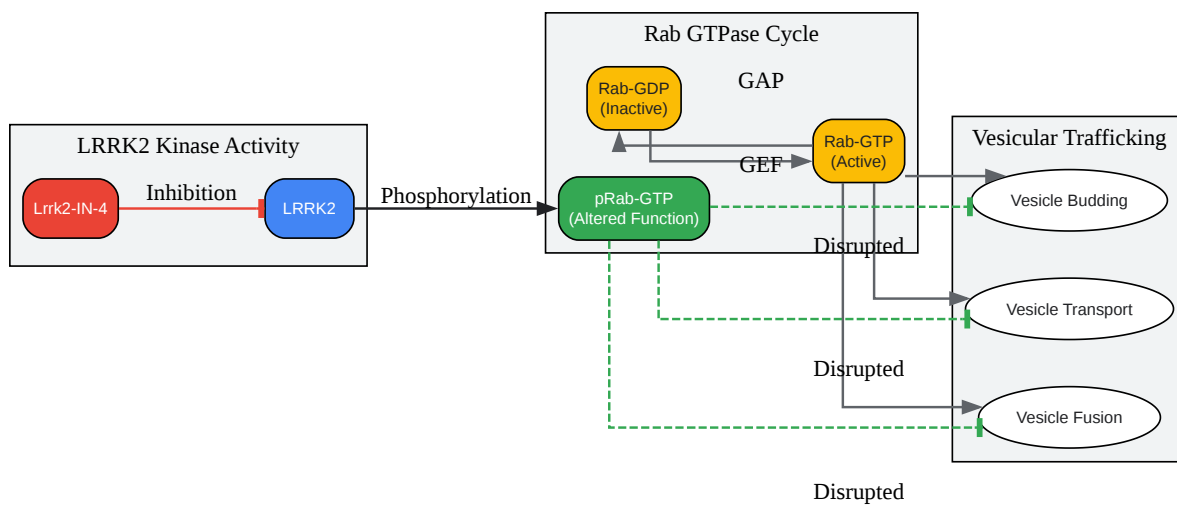 Rab GTPase Cycle
GAP
Rab-GDP
(Inactive)
LRRK2 Kinase Activity
Vesicular Trafficking
Rab-GTP
(Active)
GEF
Lrrk2-IN-4
Inhibition
LRRK2
Phosphorylation
pRab-GTP
(Altered Function)
Vesicle Budding
Disrupted
Vesicle Transport
Disrupted
Vesicle Fusion
Disrupted